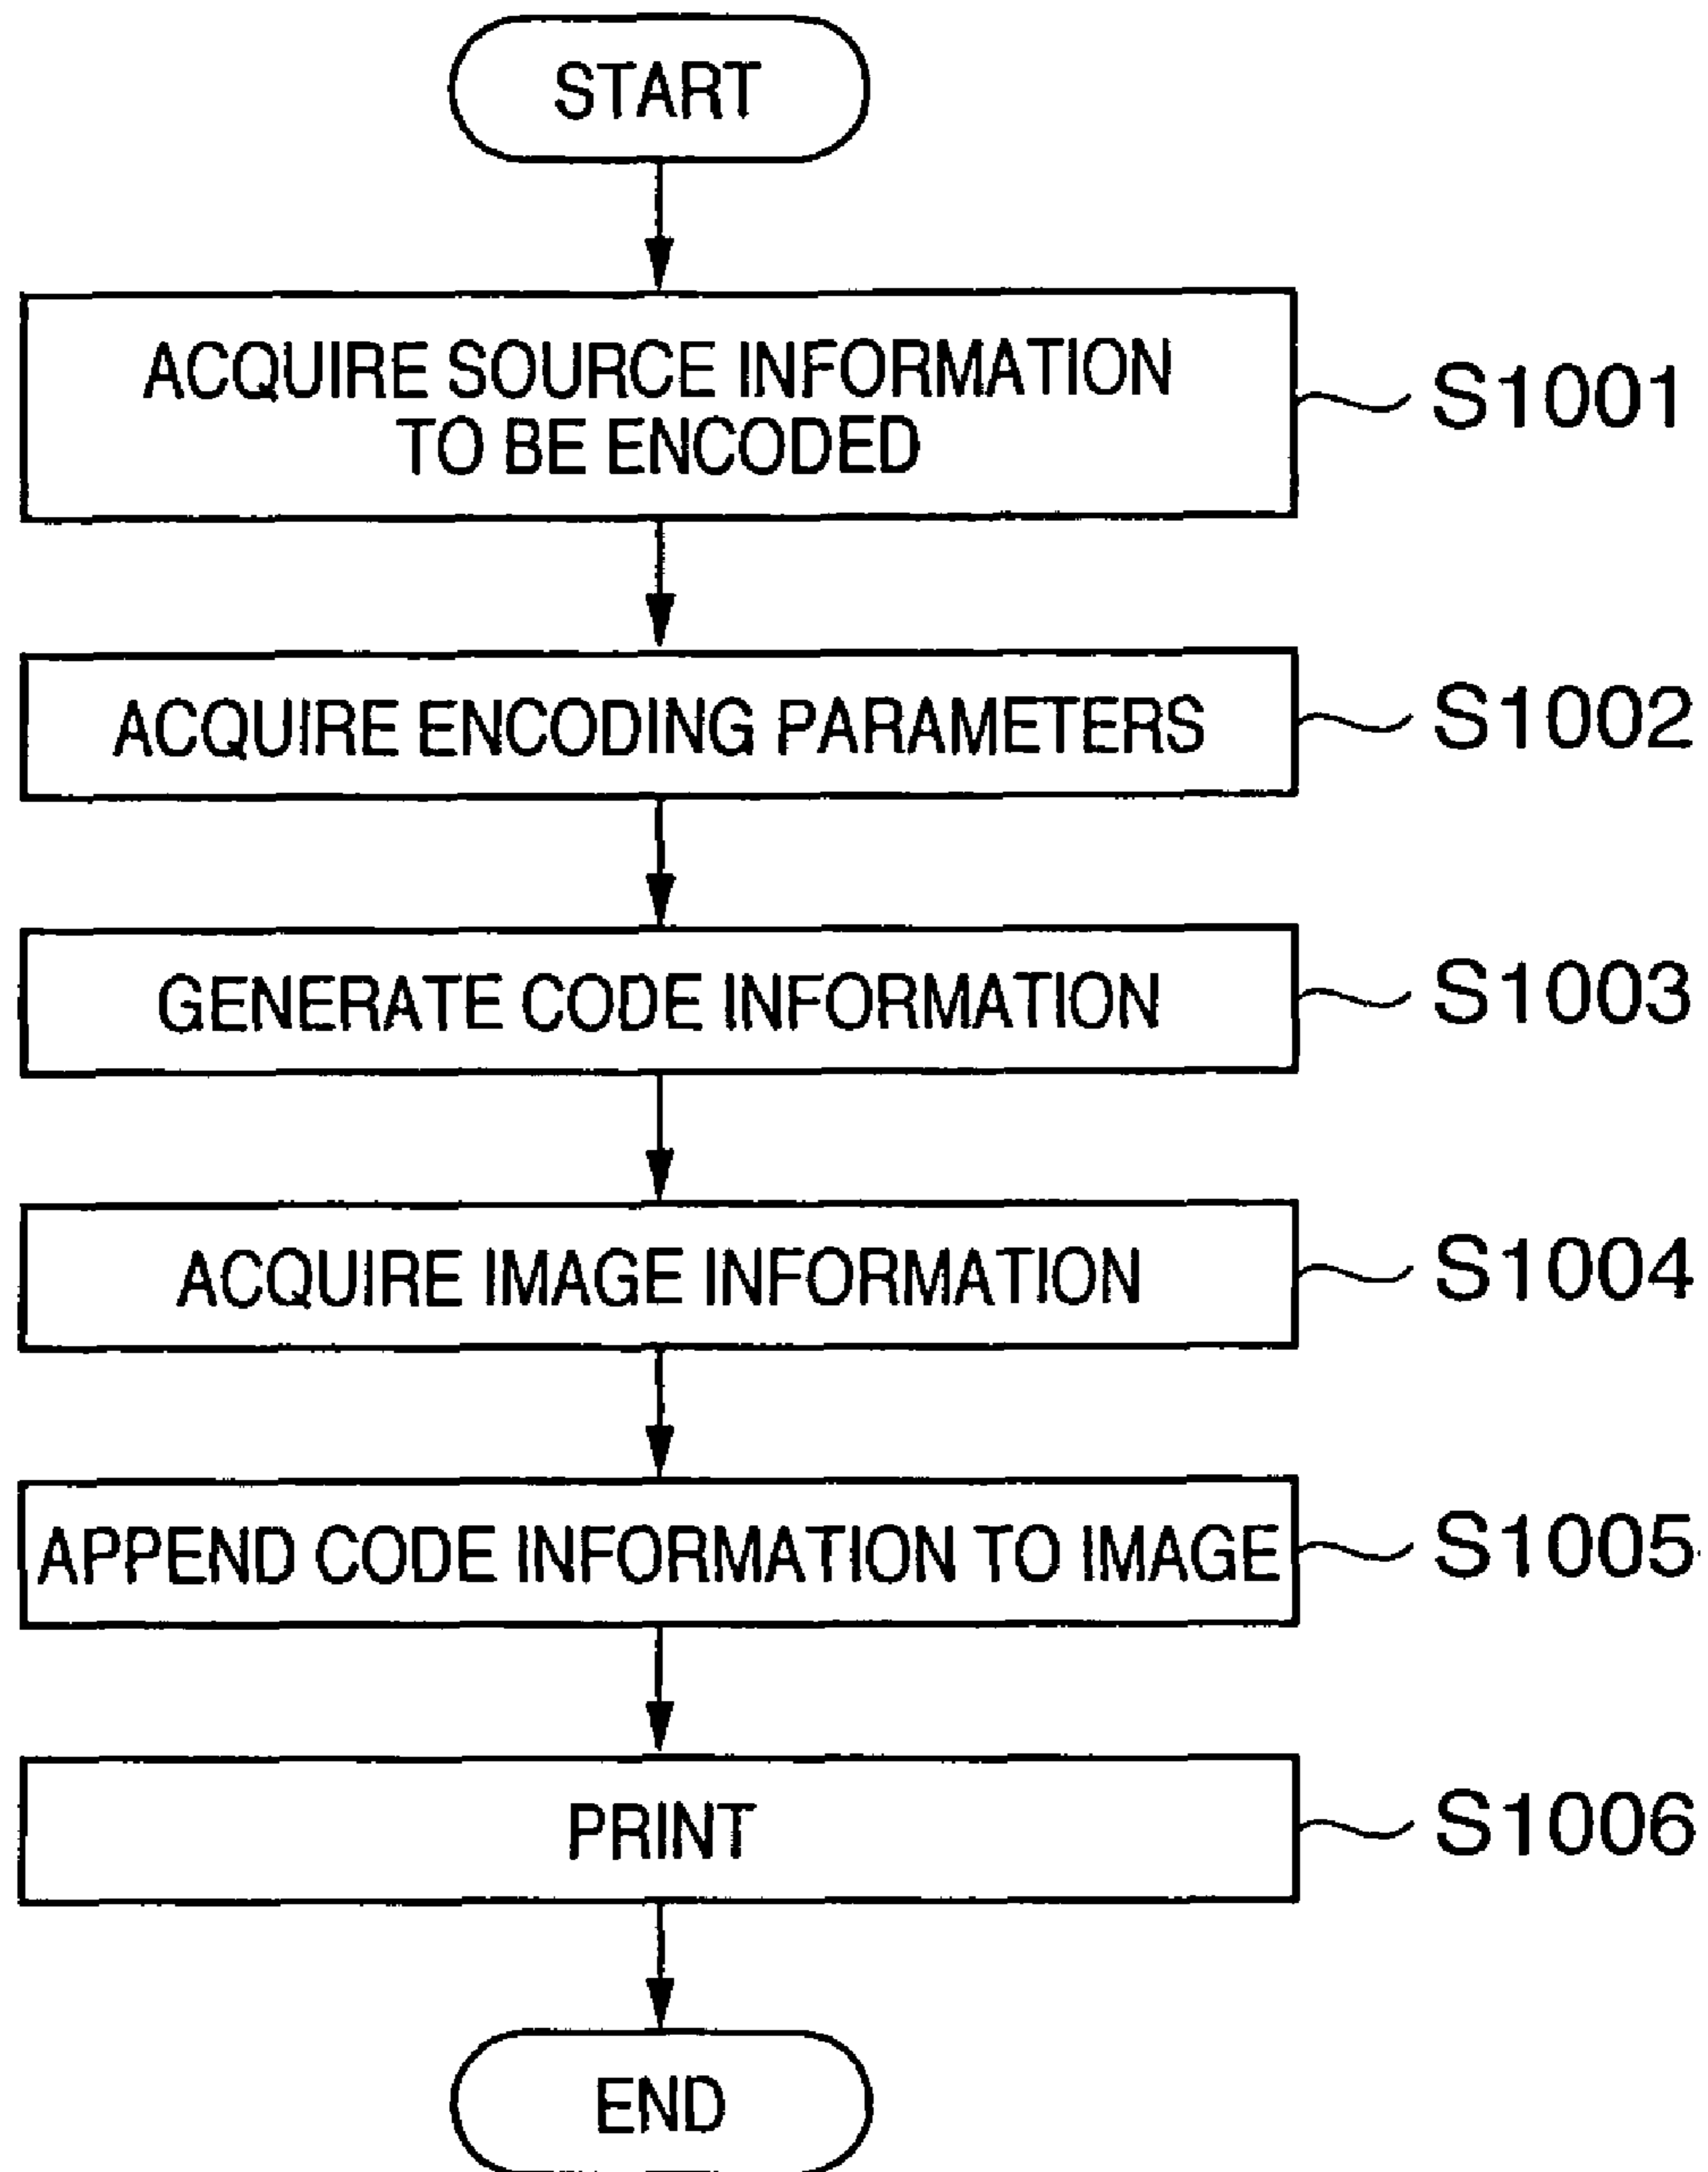 START
ACQUIRE SOURCE INFORMATION
TO BE ENCODED
S1001
ACQUIRE ENCODING PARAMETERS
S1002
GENERATE CODE INFORMATION
S1003
ACQUIRE IMAGE INFORMATION
S1004
APPEND CODE INFORMATION TO IMAGE
S1005
PRINT
S1006
END